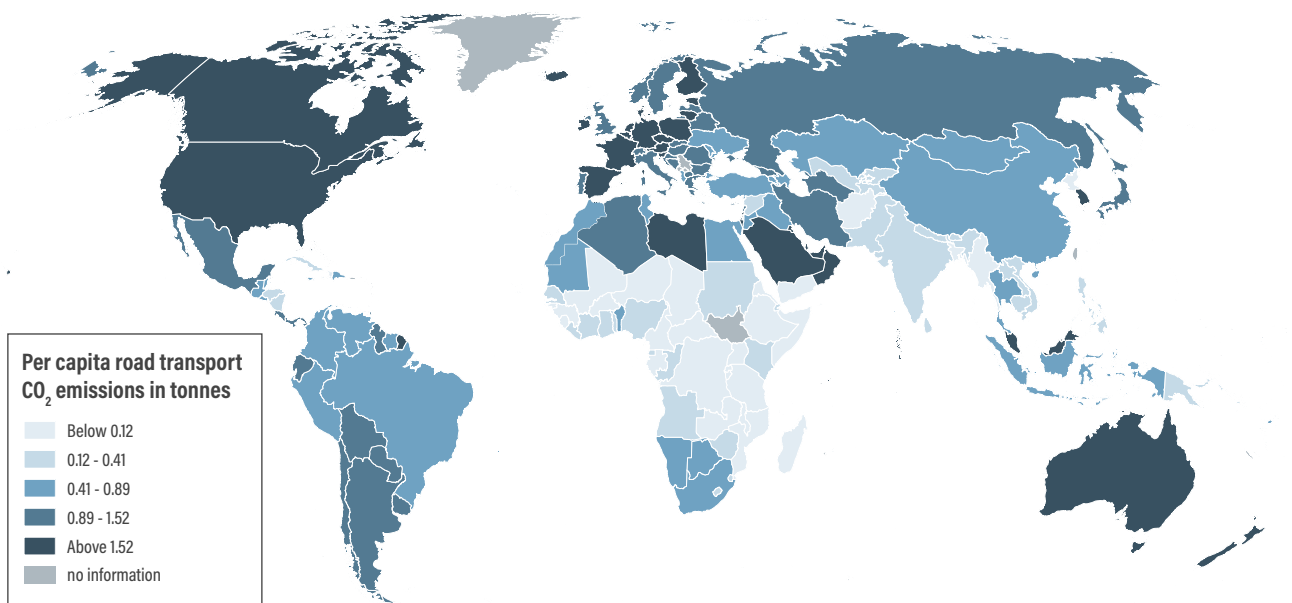 Per capita road transport
CO₂ emissions in tonnes
Below 0.12
0.12 - 0.41
0.41 - 0.89
0.89 - 1.52
Above 1.52
no information